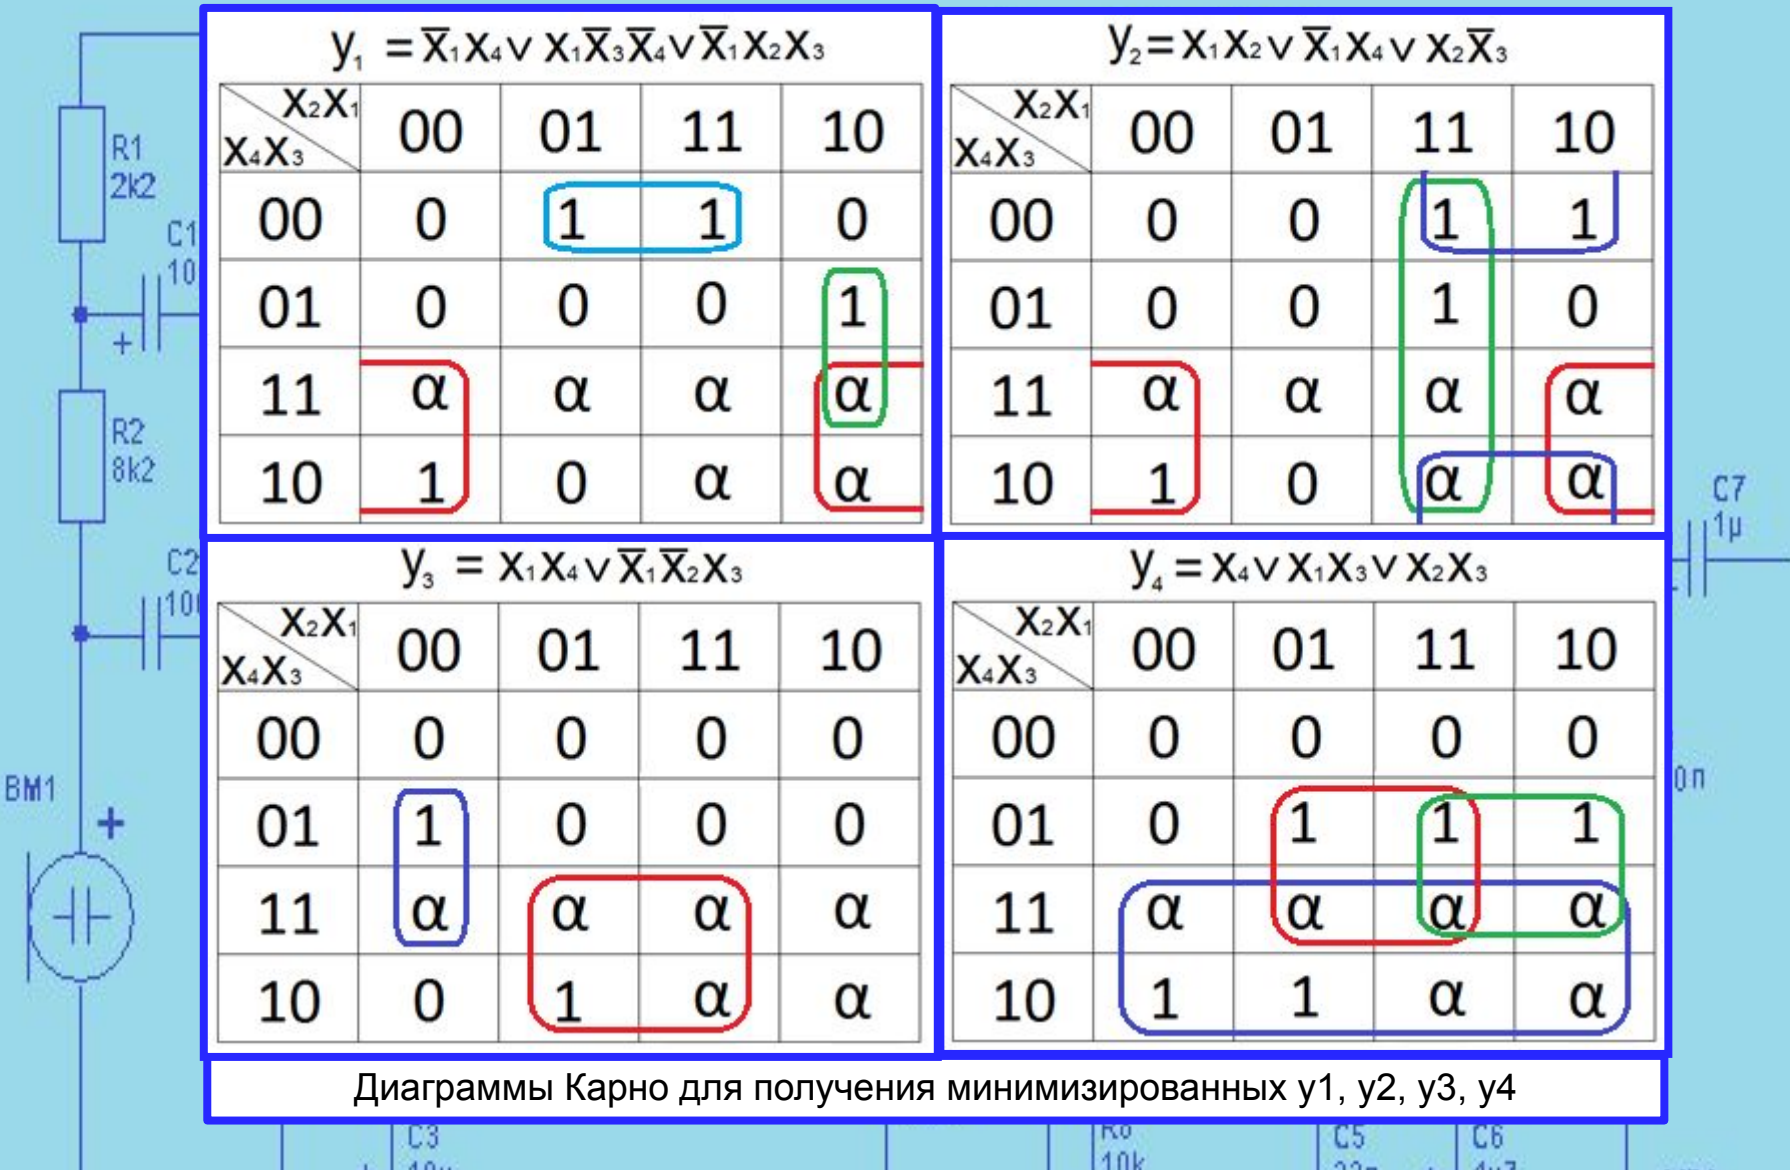 y₁ = x̅₁x₄ ∨ x₁x̅₃x̅₄ ∨ x̅₁x₂x₃
x₂x₁ 00 01 11 10
x₄x₃
00 0 1 1 0
01 0 0 0 1
11 α α α α
10 1 0 α α
y₂ = x₁x₂ ∨ x̅₁x₄ ∨ x₂x̅₃
x₂x₁ 00 01 11 10
x₄x₃
00 0 0 1 1
01 0 0 1 0
11 α α α α
10 1 0 α α
y₃ = x₁x₄ ∨ x̅₁x̅₂x₃
x₂x₁ 00 01 11 10
x₄x₃
00 0 0 0 0
01 1 0 0 0
11 α α α α
10 0 1 α α
y₄ = x₄ ∨ x₁x₃ ∨ x₂x₃
x₂x₁ 00 01 11 10
x₄x₃
00 0 0 0 0
01 0 1 1 1
11 α α α α
10 1 1 α α
Диаграммы Карно для получения минимизированных y1, y2, y3, y4
R1
2k2
C1
10
+
R2
8k2
C2
BM1
+
C7
1µ
C3
10k
C5
C6